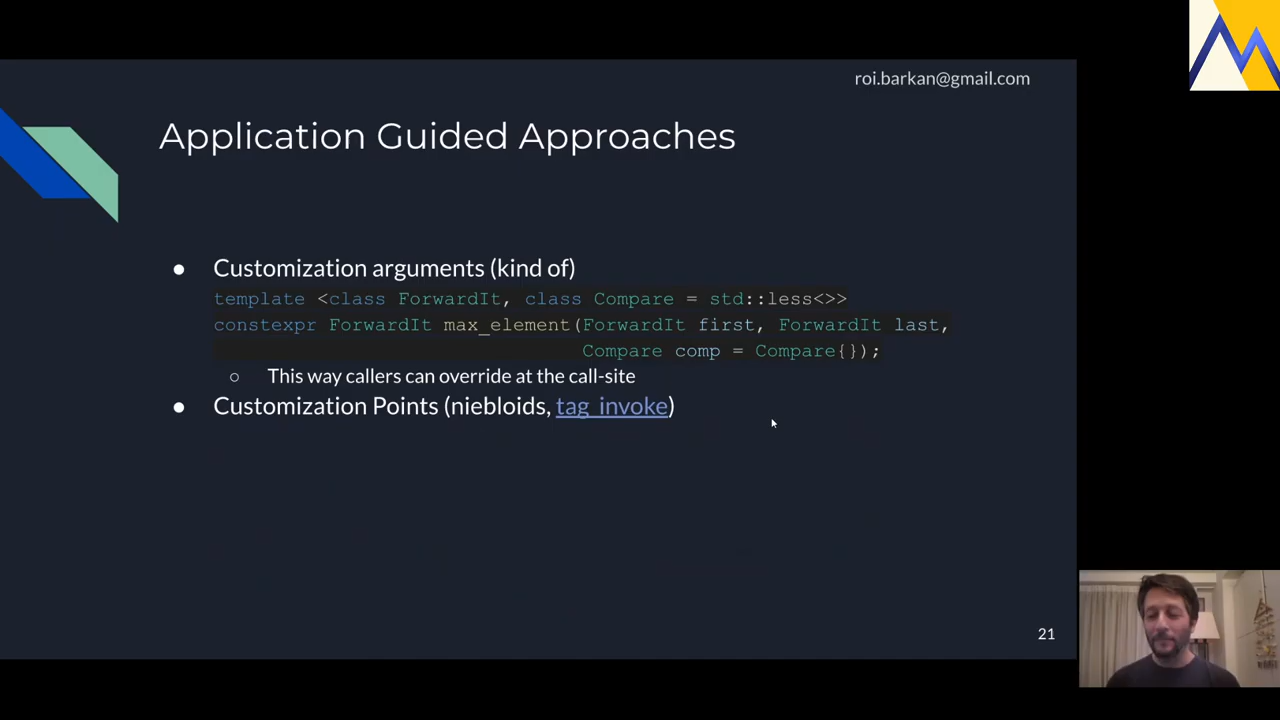 roi.barkan@gmail.com
Application Guided Approaches
● Customization arguments (kind of)
template <class ForwardIt, class Compare = std::less<>>
constexpr ForwardIt max_element(ForwardIt first, ForwardIt last,
Compare comp = Compare{});
○ This way callers can override at the call-site
● Customization Points (niebloids, tag_invoke)
21